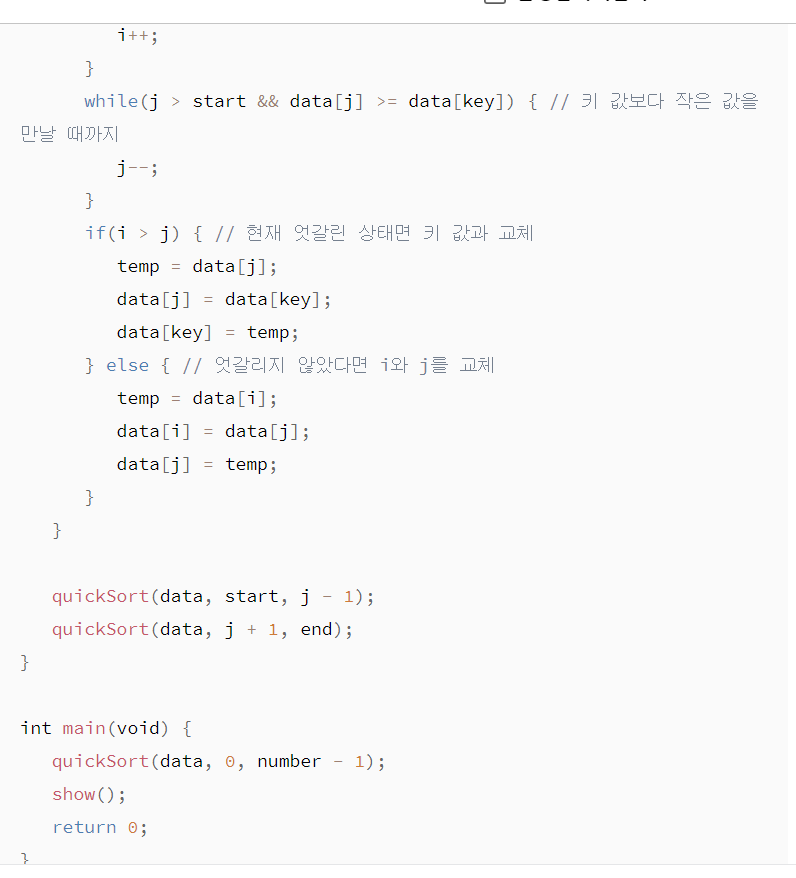 i++;
}
while(j > start && data[j] >= data[key]) { // 키 값보다 작은 값을
만날 때까지
j--;
}
if(i > j) { // 현재 엇갈린 상태면 키 값과 교체
temp = data[j];
data[j] = data[key];
data[key] = temp;
} else { // 엇갈리지 않았다면 i와 j를 교체
temp = data[i];
data[i] = data[j];
data[j] = temp;
}
}
quickSort(data, start, j - 1);
quickSort(data, j + 1, end);
}
int main(void) {
quickSort(data, 0, number - 1);
show();
return 0;
}